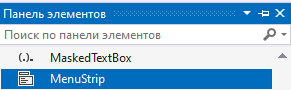 Панель элементов
Поиск по панели элементов
MaskedTextBox
MenuStrip